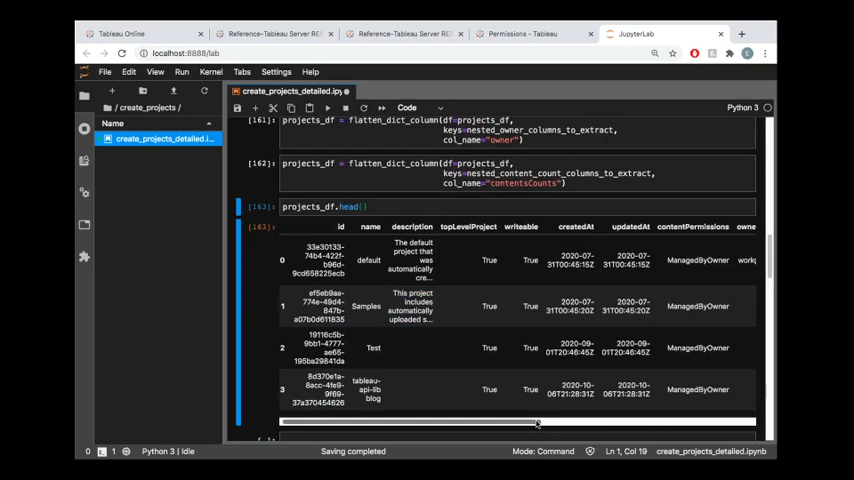 Tableau Online
Reference-Tableau Server RES
Reference-Tableau Server RES
Permissions - Tableau
JupyterLab
localhost:8888/lab
File Edit View Run Kernel Tabs Settings Help
create_projects_detailed.ipy
Code
Python 3
/ create_projects /
Name
create_projects_detailed.i...
[161]: projects_df = flatten_dict_column(df=projects_df,
keys=nested_owner_columns_to_extract,
col_name="owner")
[162]: projects_df = flatten_dict_column(df=projects_df,
keys=nested_content_count_columns_to_extract,
col_name="contentsCounts")
[163]: projects_df.head()
[163]: id name description topLevelProject writeable createdAt updatedAt contentPermissions owne
0 33e30133-74b4-422f-b96d-9cd658225ecb default The default project that was automatically cre... True True 2020-07-31T00:45:15Z 2020-07-31T00:45:15Z ManagedByOwner work
1 ef5eb9aa-774e-49d4-847b-a07b0d611835 Samples This project includes automatically uploaded s... True True 2020-07-31T00:45:20Z 2020-07-31T00:45:20Z ManagedByOwner
2 19116c5b-9bb1-4777-ae65-195ba29841da Test True True 2020-09-01T20:46:45Z 2020-09-01T20:46:45Z ManagedByOwner
3 8d370e1a-8acc-4fe9-9f69-37a370454626 tableau-api-lib blog True True 2020-10-06T21:28:31Z 2020-10-06T21:28:31Z ManagedByOwner
0 1 Python 3 | Idle Saving completed Mode: Command Ln 1, Col 19 create_projects_detailed.ipynb